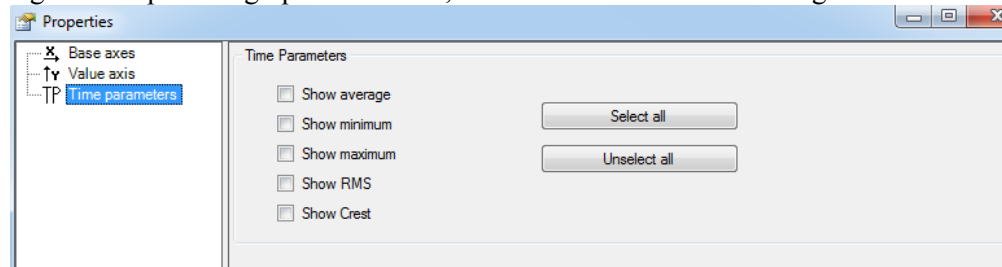 Properties
X Base axes
Y Value axis
TP Time parameters
Time Parameters
Show average
Show minimum
Show maximum
Show RMS
Show Crest
Select all
Unselect all